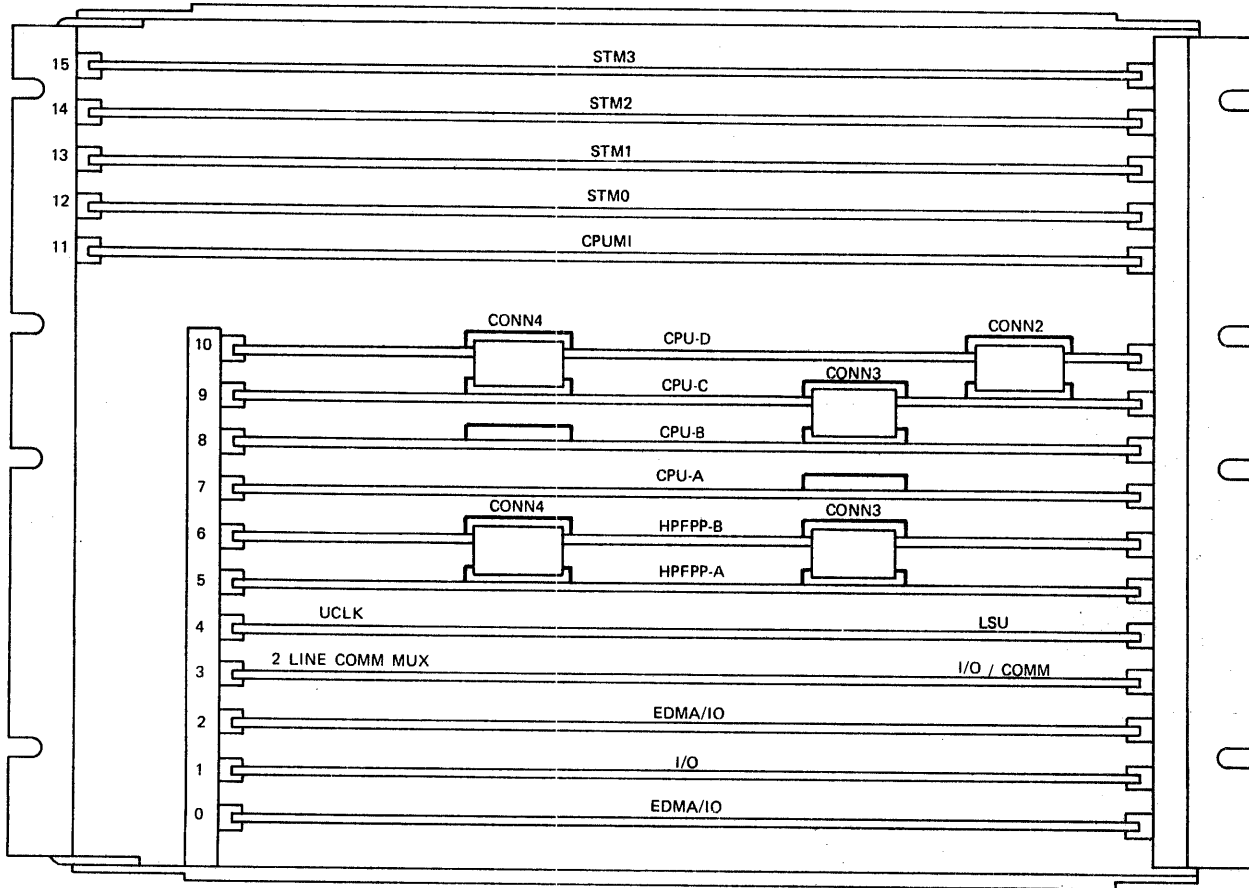 15 STM3
14 STM2
13 STM1
12 STM0
11 CPUMI
CONN4 CONN2
10 CPU-D
CONN3
9 CPU-C
8 CPU-B
7 CPU-A
CONN4 CONN3
6 HPFPP-B
5 HPFPP-A
4 UCLK LSU
3 2 LINE COMM MUX I/O / COMM
2 EDMA/IO
1 I/O
0 EDMA/IO